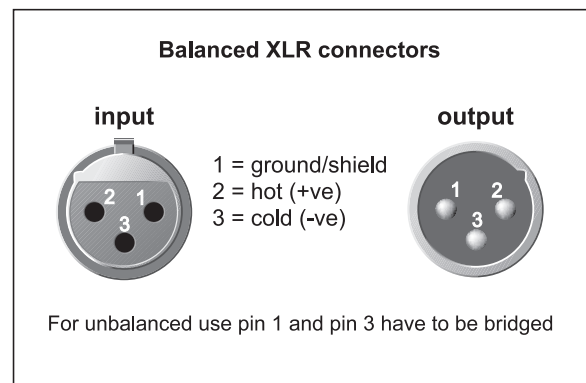 Balanced XLR connectors
input
output
2 1
3
1 = ground/shield
2 = hot (+ve)
3 = cold (-ve)
1 2
3
For unbalanced use pin 1 and pin 3 have to be bridged